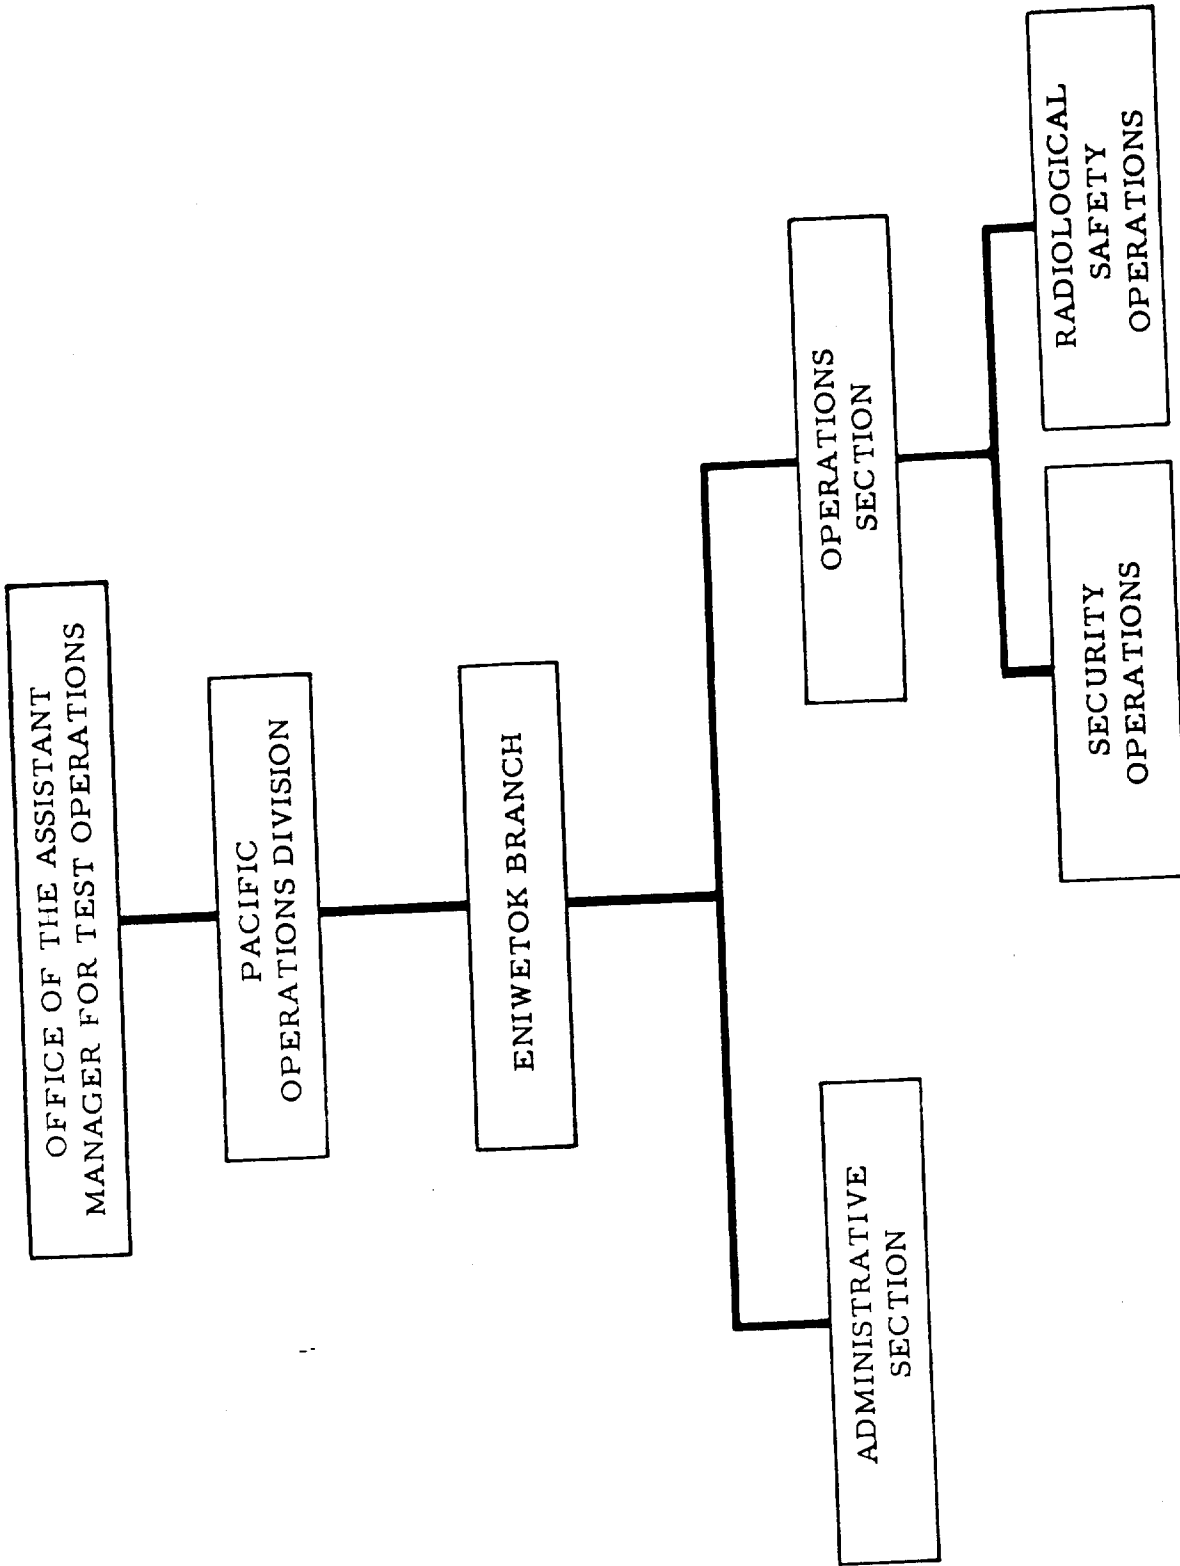 OFFICE OF THE ASSISTANT
MANAGER FOR TEST OPERATIONS
PACIFIC
OPERATIONS DIVISION
ENIWETOK BRANCH
ADMINISTRATIVE
SECTION
OPERATIONS
SECTION
SECURITY
OPERATIONS
RADIOLOGICAL
SAFETY
OPERATIONS